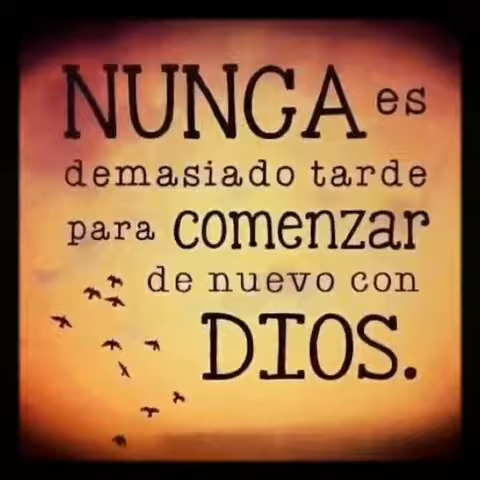 NUNCA es
demasiado tarde
para comenzar
de nuevo con
DIOS.